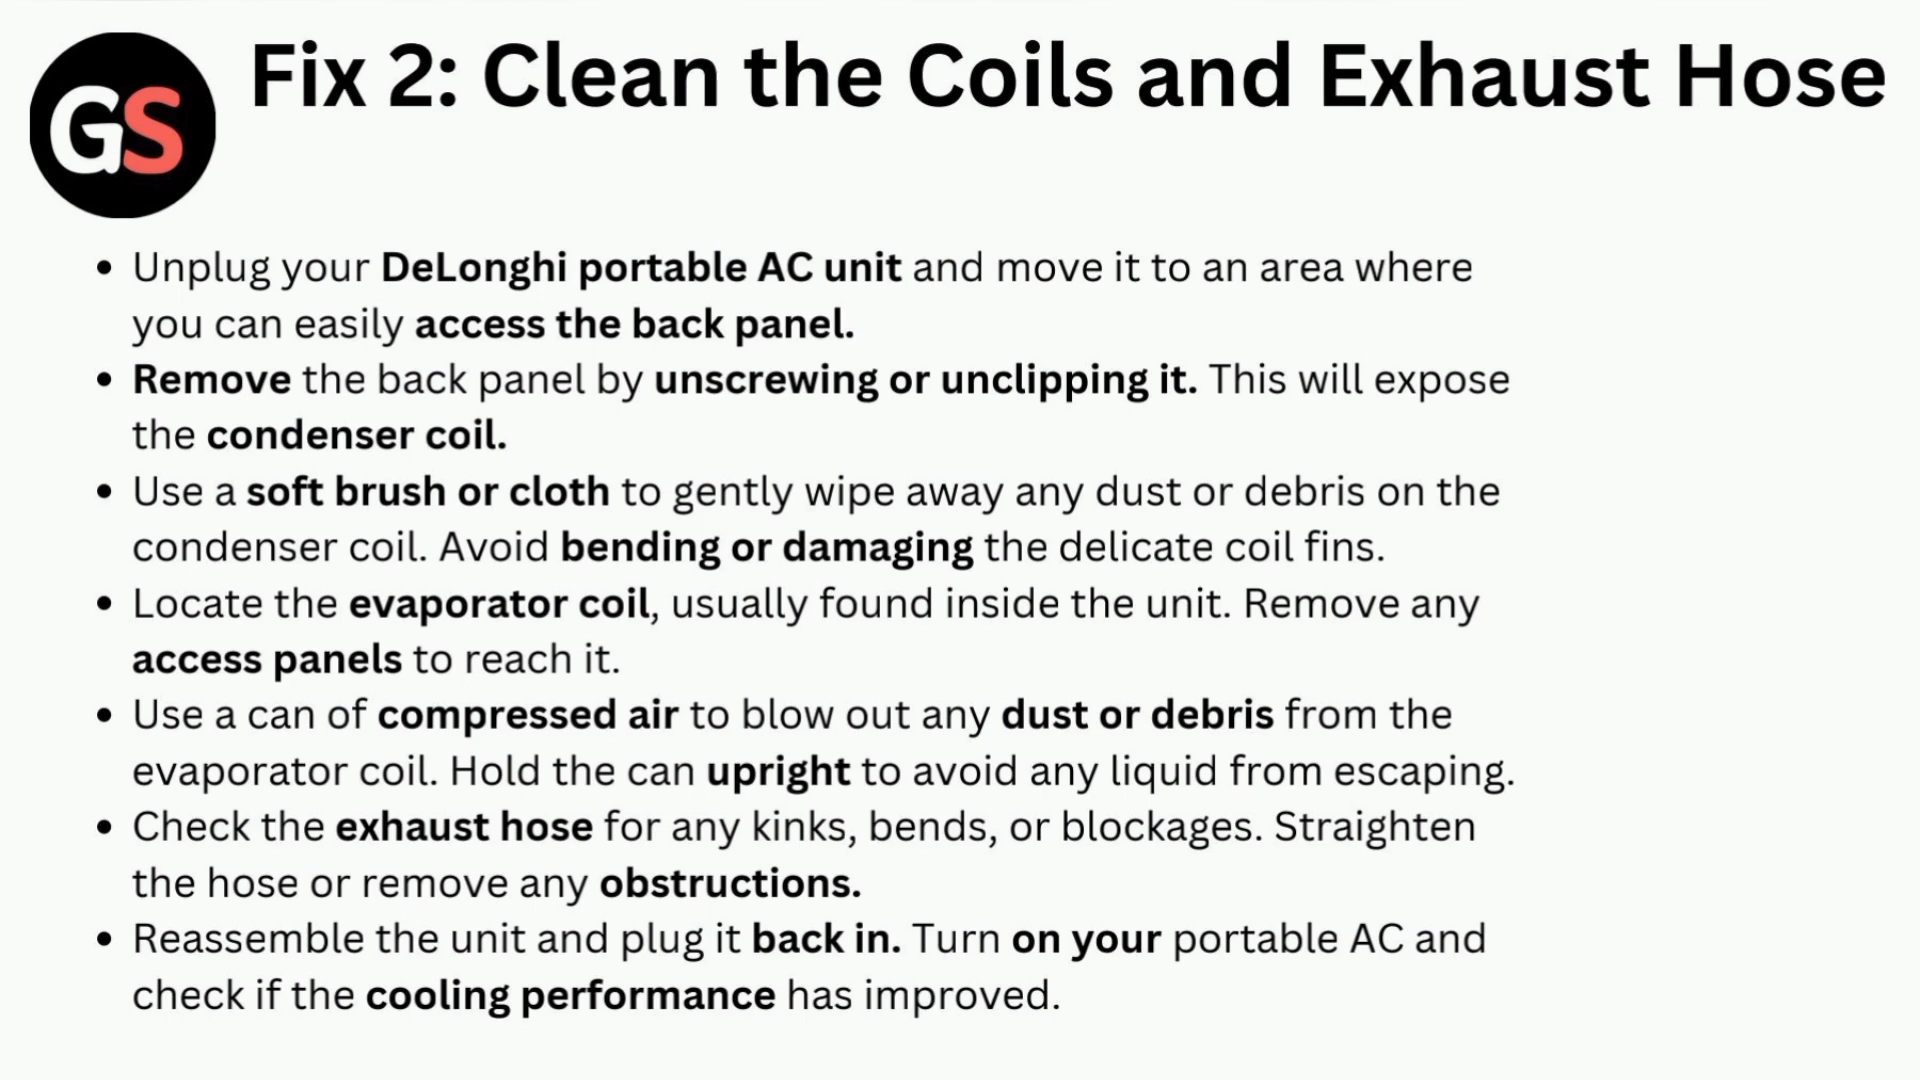 GS
Fix 2: Clean the Coils and Exhaust Hose
• Unplug your DeLonghi portable AC unit and move it to an area where
you can easily access the back panel.
• Remove the back panel by unscrewing or unclipping it. This will expose
the condenser coil.
• Use a soft brush or cloth to gently wipe away any dust or debris on the
condenser coil. Avoid bending or damaging the delicate coil fins.
• Locate the evaporator coil, usually found inside the unit. Remove any
access panels to reach it.
• Use a can of compressed air to blow out any dust or debris from the
evaporator coil. Hold the can upright to avoid any liquid from escaping.
• Check the exhaust hose for any kinks, bends, or blockages. Straighten
the hose or remove any obstructions.
• Reassemble the unit and plug it back in. Turn on your portable AC and
check if the cooling performance has improved.